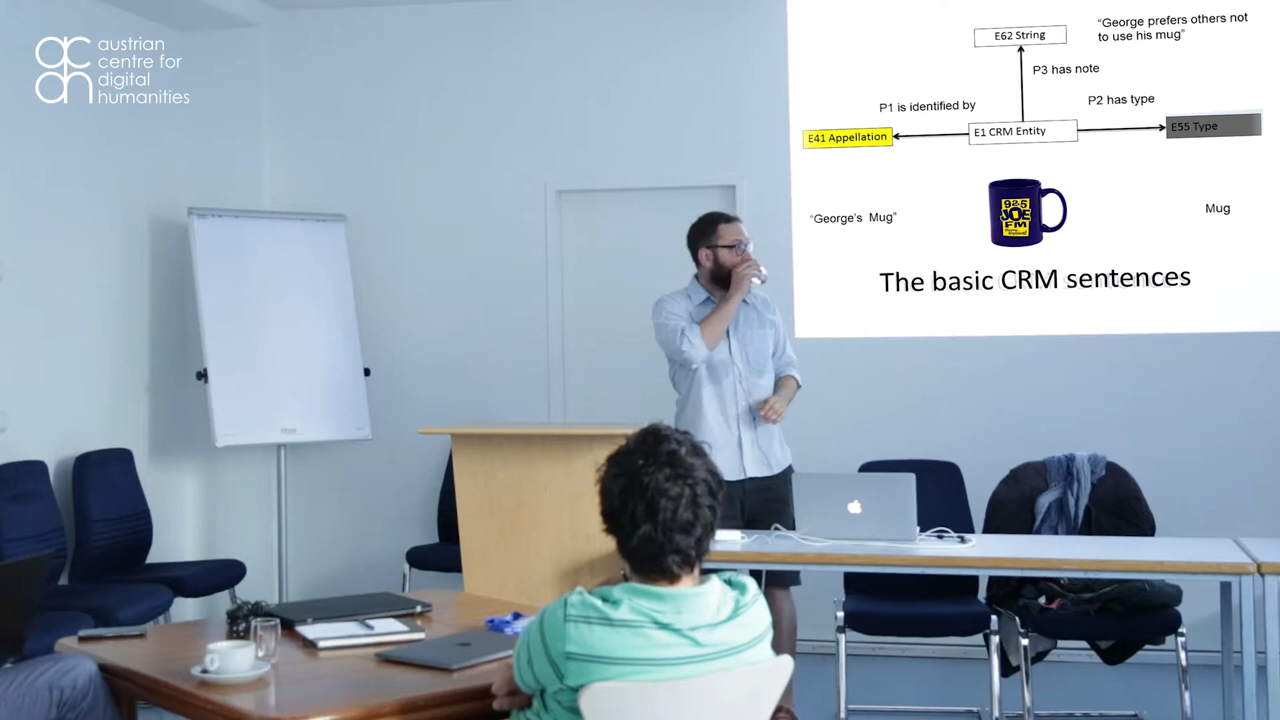 austrian
centre for
digital
humanities
E62 String
"George prefers others not
to use his mug"
P3 has note
P1 is identified by
P2 has type
E41 Appellation
E1 CRM Entity
E55 Type
"George's Mug"
92.5
JOE
FM
Mug
The basic CRM sentences